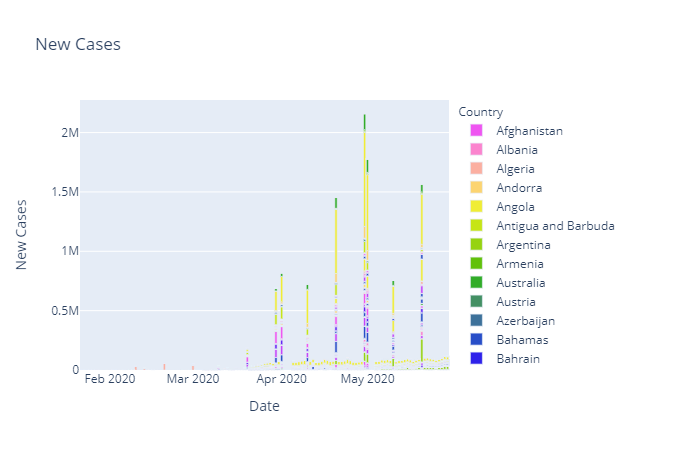 New Cases
New Cases
2M
1.5M
1M
0.5M
0
Feb 2020
Mar 2020
Apr 2020
May 2020
Date
Country
Afghanistan
Albania
Algeria
Andorra
Angola
Antigua and Barbuda
Argentina
Armenia
Australia
Austria
Azerbaijan
Bahamas
Bahrain